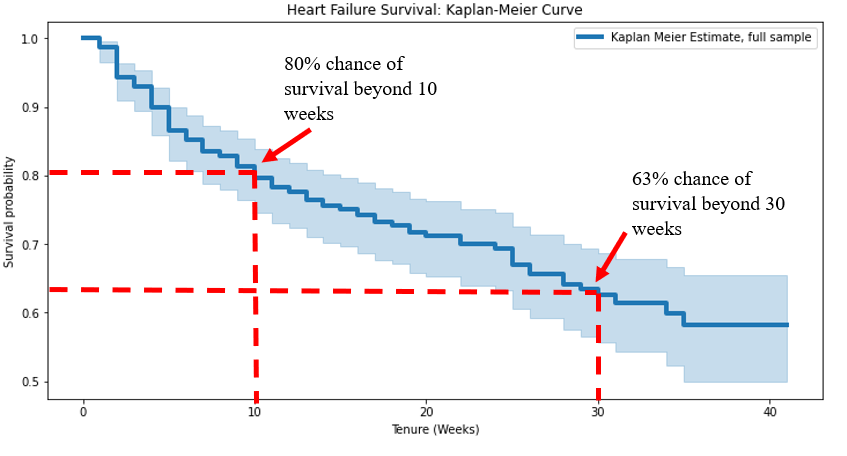 Heart Failure Survival: Kaplan-Meier Curve
Kaplan Meier Estimate, full sample
80% chance of
survival beyond 10
weeks
63% chance of
survival beyond 30
weeks
Survival probability
1.0
0.9
0.8
0.7
0.6
0.5
0
10
20
30
40
Tenure (Weeks)